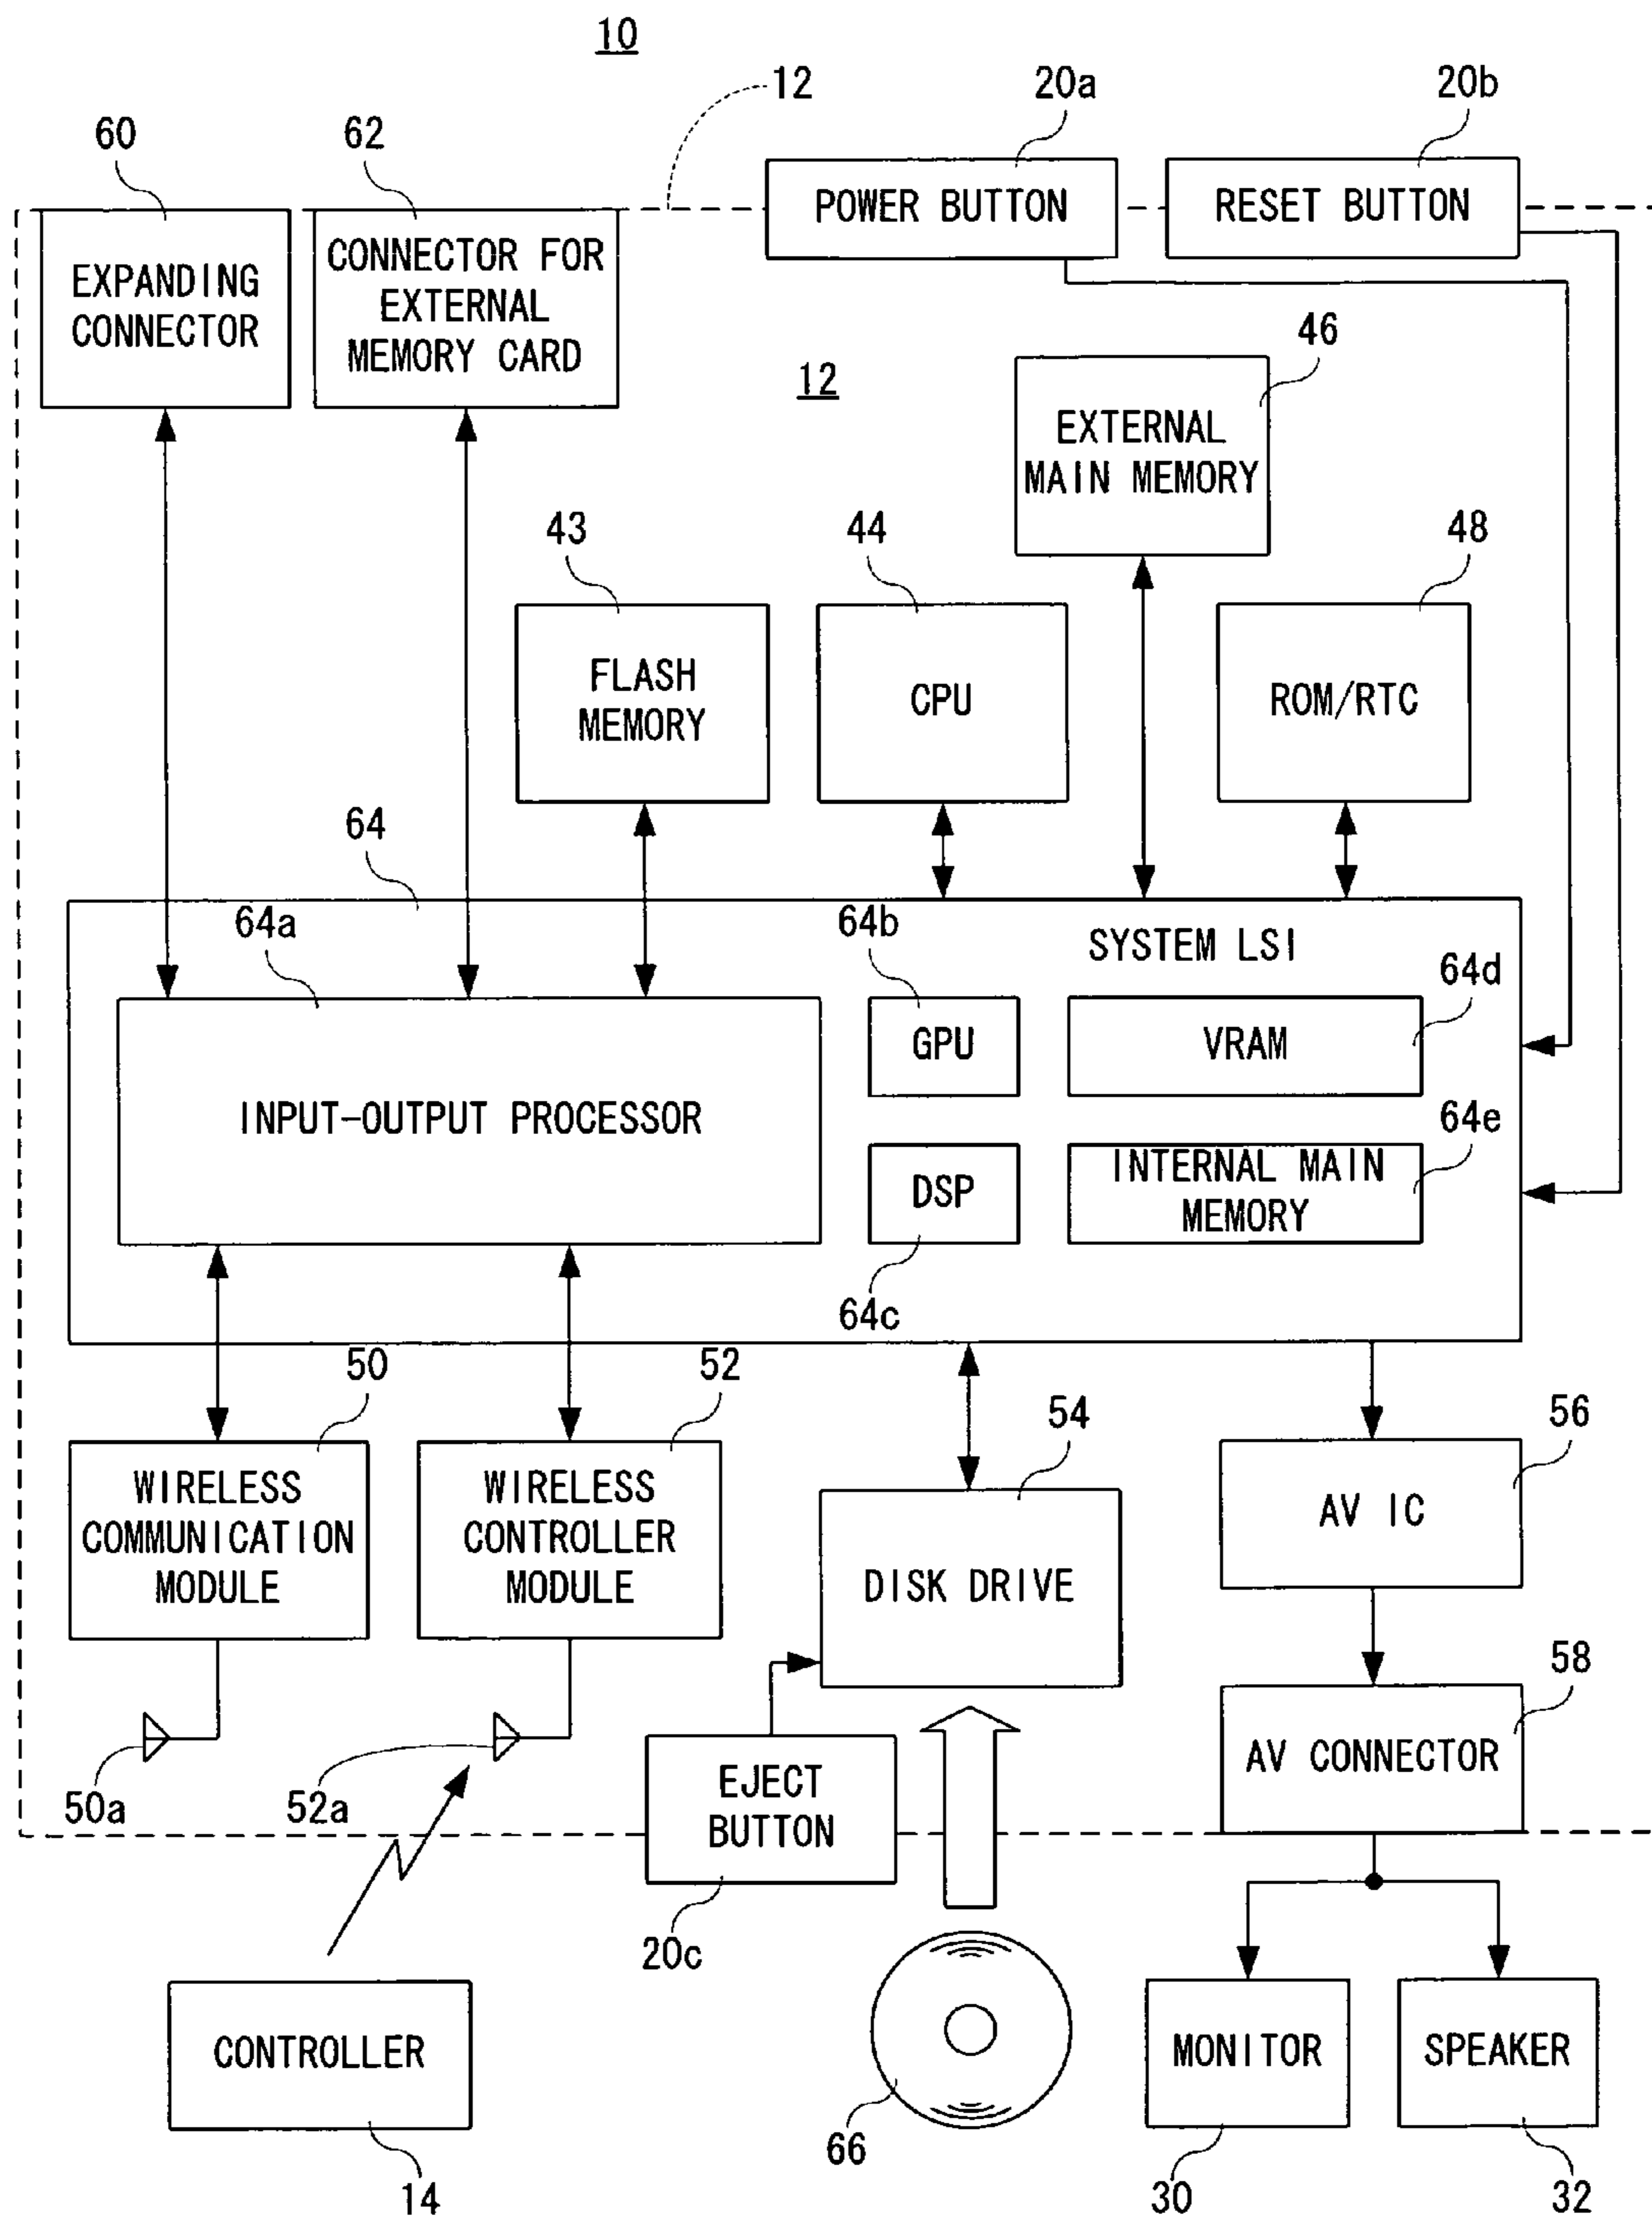 10
12
20a
20b
60
62
POWER BUTTON
RESET BUTTON
EXPANDING
CONNECTOR
CONNECTOR FOR
EXTERNAL
MEMORY CARD
12
46
EXTERNAL
MAIN MEMORY
43
44
48
FLASH
MEMORY
CPU
ROM/RTC
64
64a
64b
SYSTEM LSI
64d
GPU
VRAM
INPUT-OUTPUT PROCESSOR
64e
DSP
INTERNAL MAIN
MEMORY
64c
50
52
54
56
WIRELESS
COMMUNICATION
MODULE
WIRELESS
CONTROLLER
MODULE
DISK DRIVE
AV IC
58
50a
52a
EJECT
BUTTON
AV CONNECTOR
20c
CONTROLLER
MONITOR
SPEAKER
66
14
30
32